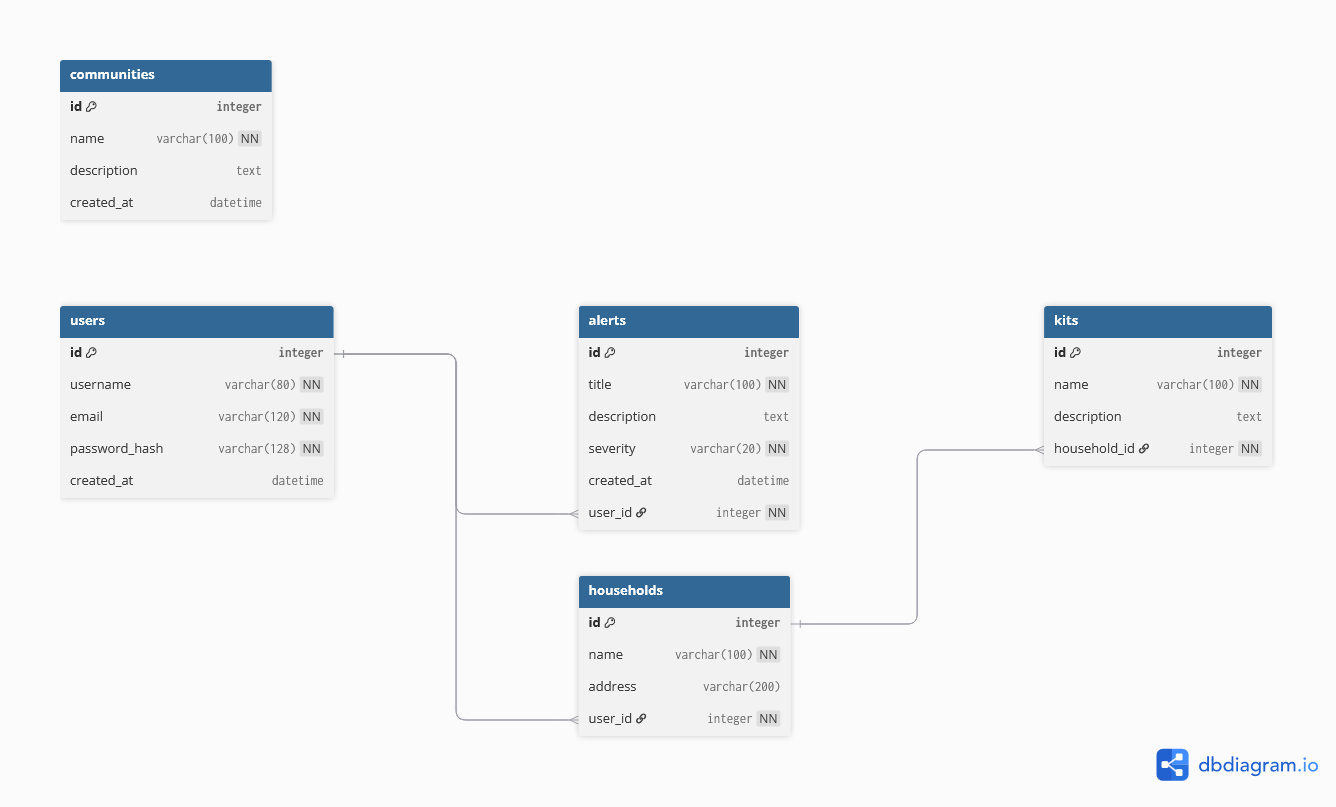 communities
id integer
name varchar(100) NN
description text
created_at datetime
users
id integer
username varchar(80) NN
email varchar(120) NN
password_hash varchar(128) NN
created_at datetime
alerts
id integer
title varchar(100) NN
description text
severity varchar(20) NN
created_at datetime
user_id integer NN
households
id integer
name varchar(100) NN
address varchar(200)
user_id integer NN
kits
id integer
name varchar(100) NN
description text
household_id integer NN
dbdiagram.io